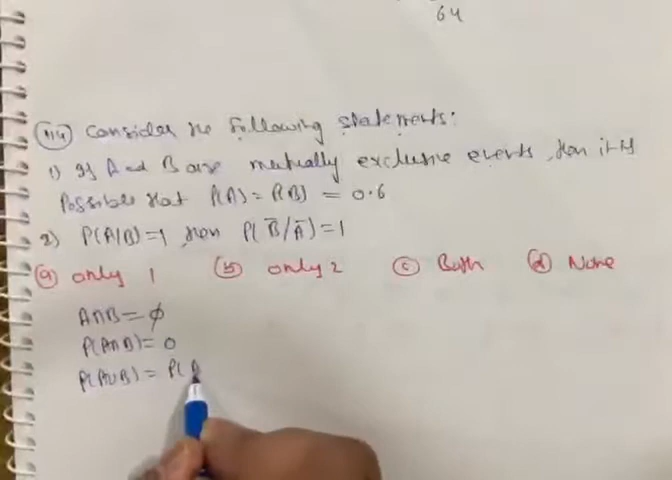 64
114 Consider the following statements:
1) If A and B are mutually exclusive events, then it is
Possible that P(A) = P(B) = 0.6
2) P(A/B)=1, then P(B̅/A̅)=1
(a) only 1 (b) only 2 (c) Both (d) None
A∩B = ϕ
P(A∩B) = 0
P(A∪B) = P(A